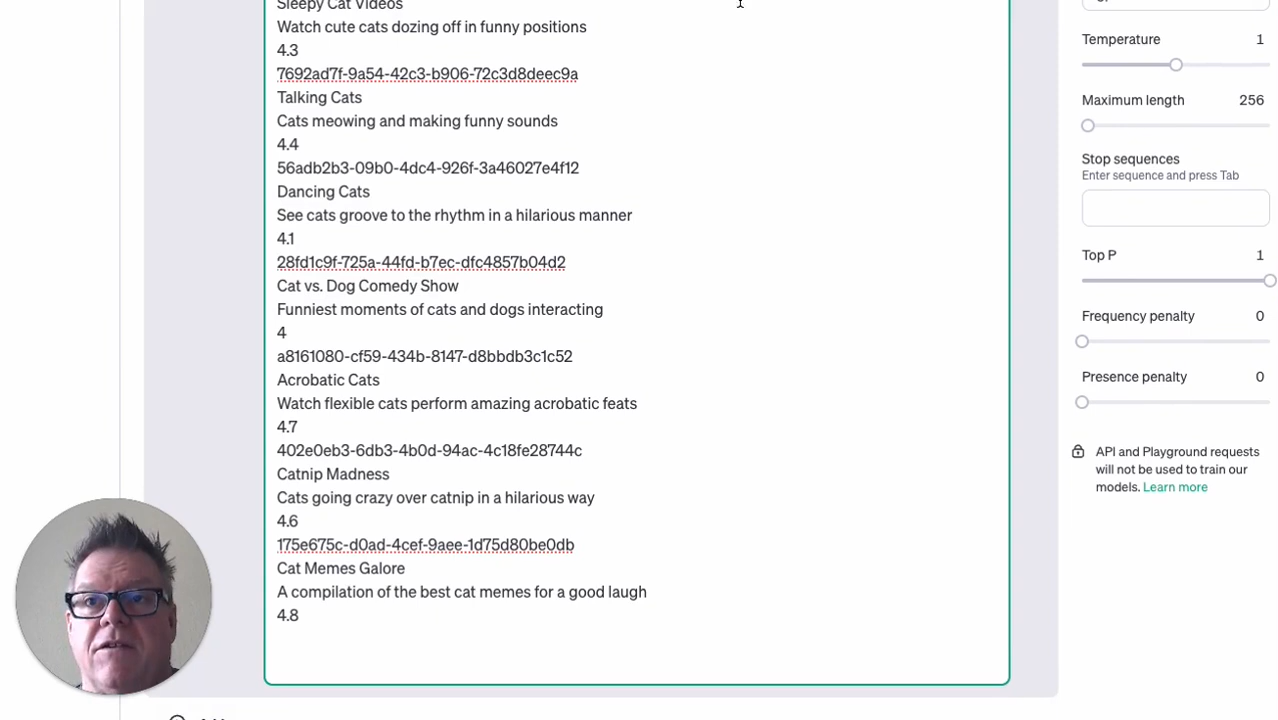 Sleepy Cat Videos
Watch cute cats dozing off in funny positions
4.3
7692ad7f-9a54-42c3-b906-72c3d8deec9a
Talking Cats
Cats meowing and making funny sounds
4.4
56adb2b3-09b0-4dc4-926f-3a46027e4f12
Dancing Cats
See cats groove to the rhythm in a hilarious manner
4.1
28fd1c9f-725a-44fd-b7ec-dfc4857b04d2
Cat vs. Dog Comedy Show
Funniest moments of cats and dogs interacting
4
a8161080-cf59-434b-8147-d8bbdb3c1c52
Acrobatic Cats
Watch flexible cats perform amazing acrobatic feats
4.7
402e0eb3-6db3-4b0d-94ac-4c18fe28744c
Catnip Madness
Cats going crazy over catnip in a hilarious way
4.6
175e675c-d0ad-4cef-9aee-1d75d80be0db
Cat Memes Galore
A compilation of the best cat memes for a good laugh
4.8
Temperature 1
Maximum length 256
Stop sequences
Enter sequence and press Tab
Top P 1
Frequency penalty 0
Presence penalty 0
API and Playground requests
will not be used to train our
models. Learn more